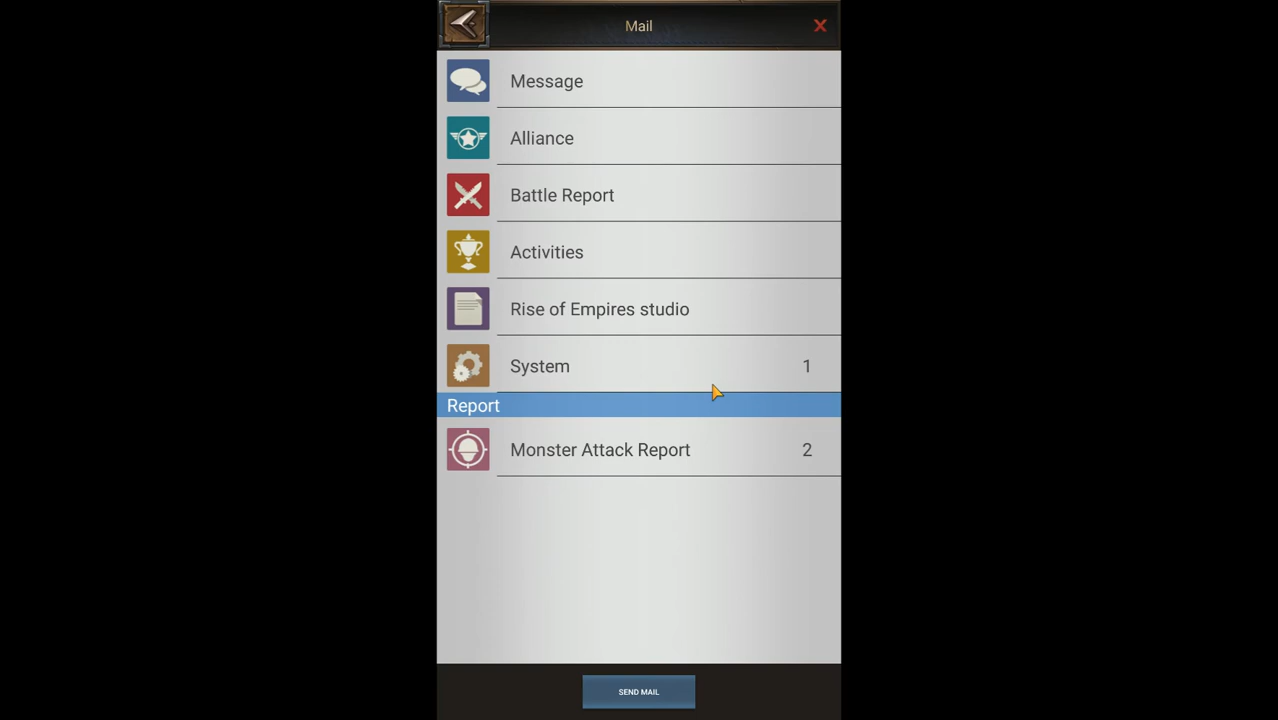 Mail
Message
Alliance
Battle Report
Activities
Rise of Empires studio
System 1
Report
Monster Attack Report 2
SEND MAIL